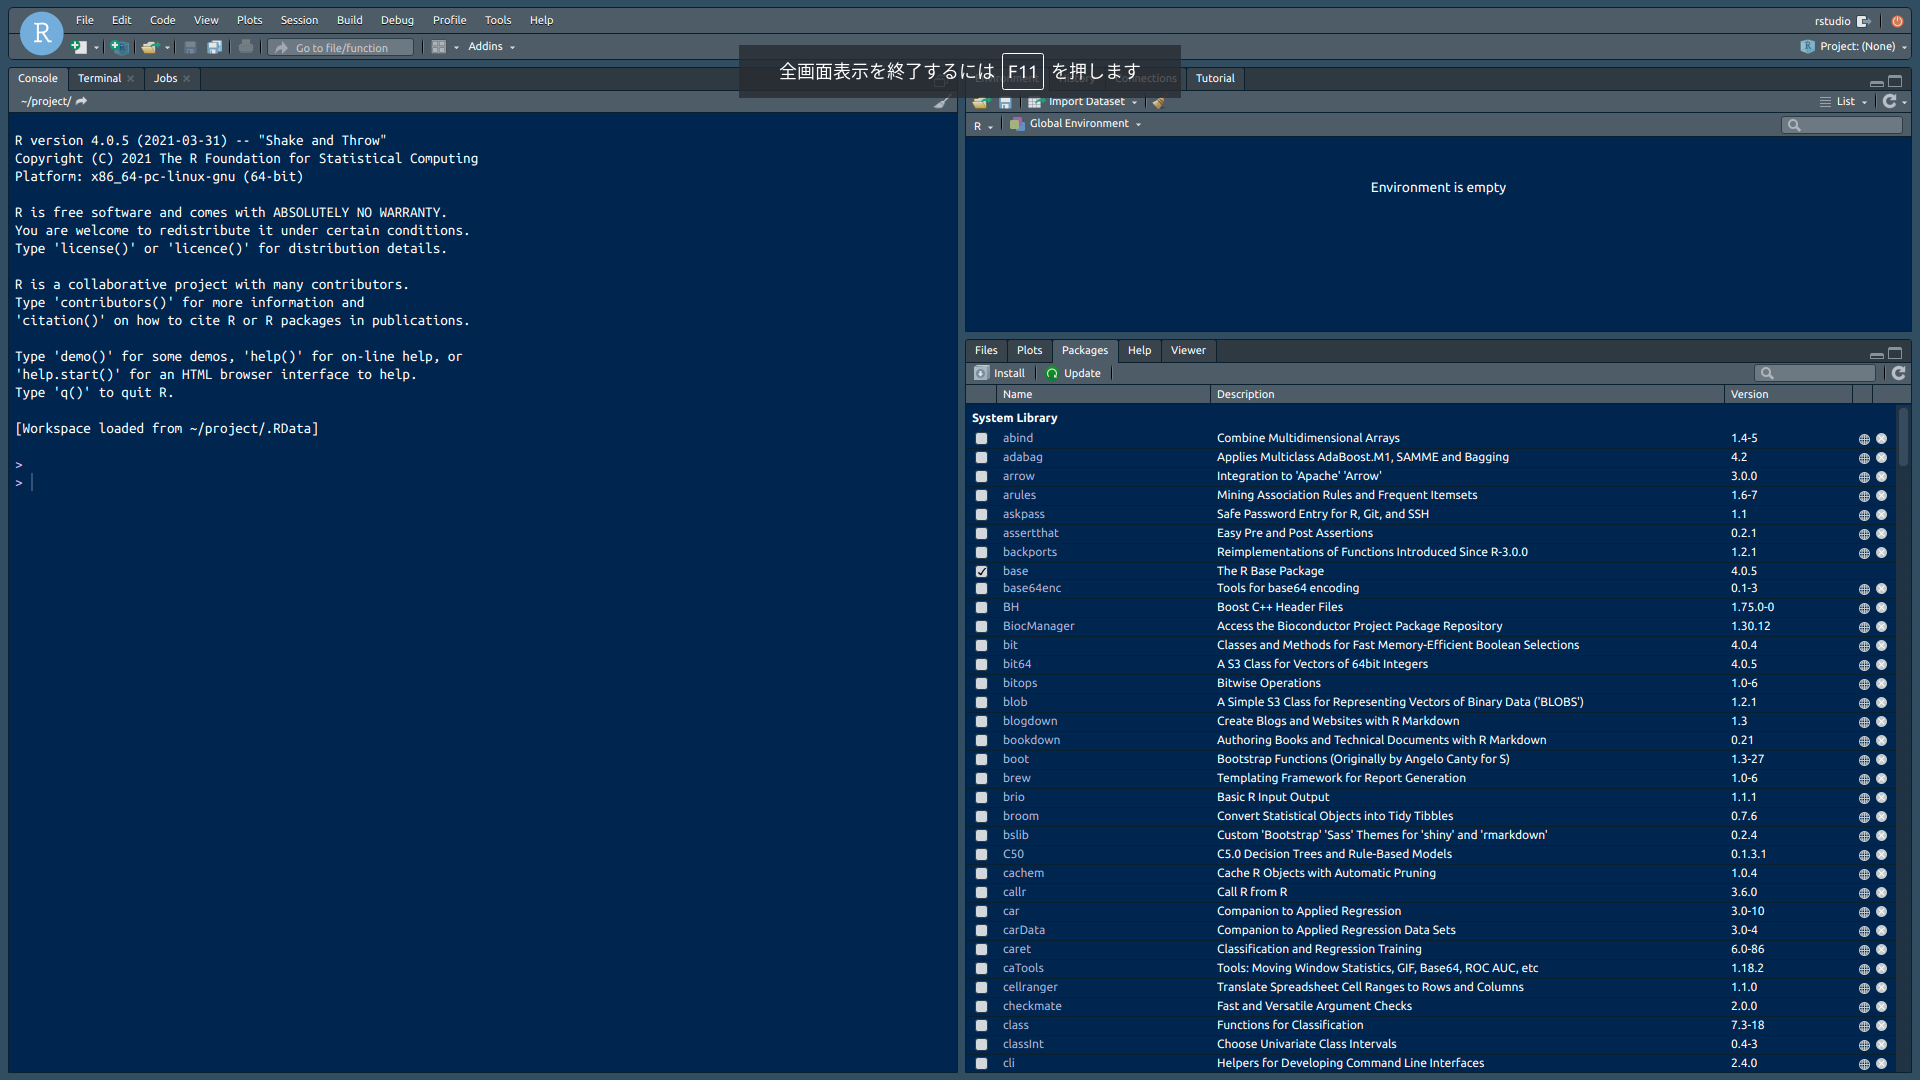 R
File Edit Code View Plots Session Build Debug Profile Tools Help
rstudio
Go to file/function
Addins
Project: (None)
全画面表示を終了するには F11 を押します
Console Terminal Jobs
~/project/
R version 4.0.5 (2021-03-31) -- "Shake and Throw"
Copyright (C) 2021 The R Foundation for Statistical Computing
Platform: x86_64-pc-linux-gnu (64-bit)
R is free software and comes with ABSOLUTELY NO WARRANTY.
You are welcome to redistribute it under certain conditions.
Type 'license()' or 'licence()' for distribution details.
R is a collaborative project with many contributors.
Type 'contributors()' for more information and
'citation()' on how to cite R or R packages in publications.
Type 'demo()' for some demos, 'help()' for on-line help, or
'help.start()' for an HTML browser interface to help.
Type 'q()' to quit R.
[Workspace loaded from ~/project/.RData]
>
>
Connections Tutorial
Import Dataset
List
R Global Environment
Environment is empty
Files Plots Packages Help Viewer
Install Update
Name Description Version
System Library
abind Combine Multidimensional Arrays 1.4-5
adabag Applies Multiclass AdaBoost.M1, SAMME and Bagging 4.2
arrow Integration to 'Apache' 'Arrow' 3.0.0
arules Mining Association Rules and Frequent Itemsets 1.6-7
askpass Safe Password Entry for R, Git, and SSH 1.1
assertthat Easy Pre and Post Assertions 0.2.1
backports Reimplementations of Functions Introduced Since R-3.0.0 1.2.1
base The R Base Package 4.0.5
base64enc Tools for base64 encoding 0.1-3
BH Boost C++ Header Files 1.75.0-0
BiocManager Access the Bioconductor Project Package Repository 1.30.12
bit Classes and Methods for Fast Memory-Efficient Boolean Selections 4.0.4
bit64 A S3 Class for Vectors of 64bit Integers 4.0.5
bitops Bitwise Operations 1.0-6
blob A Simple S3 Class for Representing Vectors of Binary Data ('BLOBS') 1.2.1
blogdown Create Blogs and Websites with R Markdown 1.3
bookdown Authoring Books and Technical Documents with R Markdown 0.21
boot Bootstrap Functions (Originally by Angelo Canty for S) 1.3-27
brew Templating Framework for Report Generation 1.0-6
brio Basic R Input Output 1.1.1
broom Convert Statistical Objects into Tidy Tibbles 0.7.6
bslib Custom 'Bootstrap' 'Sass' Themes for 'shiny' and 'rmarkdown' 0.2.4
C50 C5.0 Decision Trees and Rule-Based Models 0.1.3.1
cachem Cache R Objects with Automatic Pruning 1.0.4
callr Call R from R 3.6.0
car Companion to Applied Regression 3.0-10
carData Companion to Applied Regression Data Sets 3.0-4
caret Classification and Regression Training 6.0-86
caTools Tools: Moving Window Statistics, GIF, Base64, ROC AUC, etc 1.18.2
cellranger Translate Spreadsheet Cell Ranges to Rows and Columns 1.1.0
checkmate Fast and Versatile Argument Checks 2.0.0
class Functions for Classification 7.3-18
classInt Choose Univariate Class Intervals 0.4-3
cli Helpers for Developing Command Line Interfaces 2.4.0